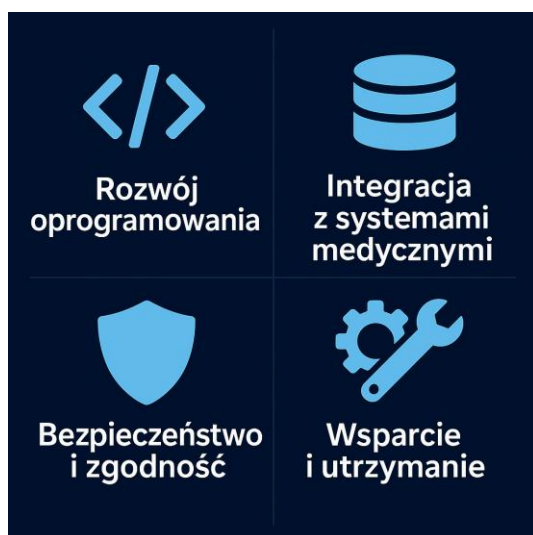 </>
Rozwój
oprogramowania
Integracja
z systemami
medycznymi
Bezpieczeństwo
i zgodność
Wsparcie
i utrzymanie